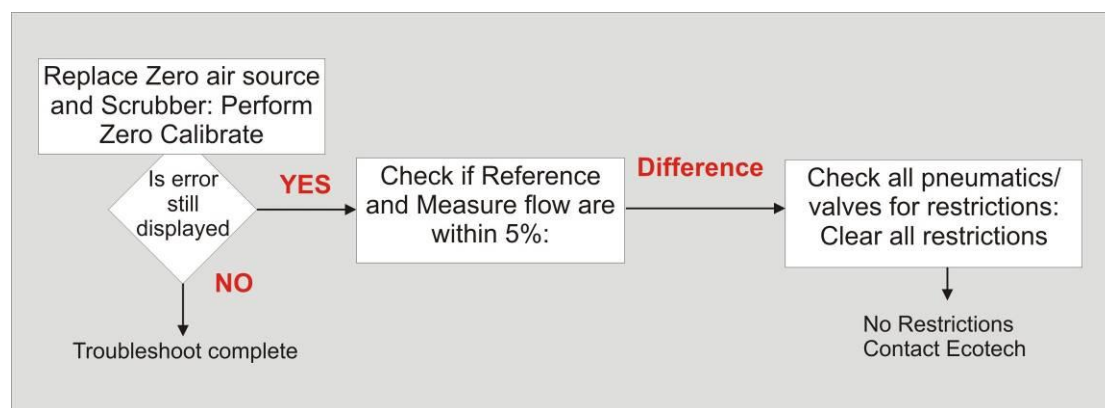 Replace Zero air source
and Scrubber: Perform
Zero Calibrate
Is error
still
displayed
YES
NO
Troubleshoot complete
Check if Reference
and Measure flow are
within 5%:
Difference
Check all pneumatics/
valves for restrictions:
Clear all restrictions
No Restrictions
Contact Ecotech